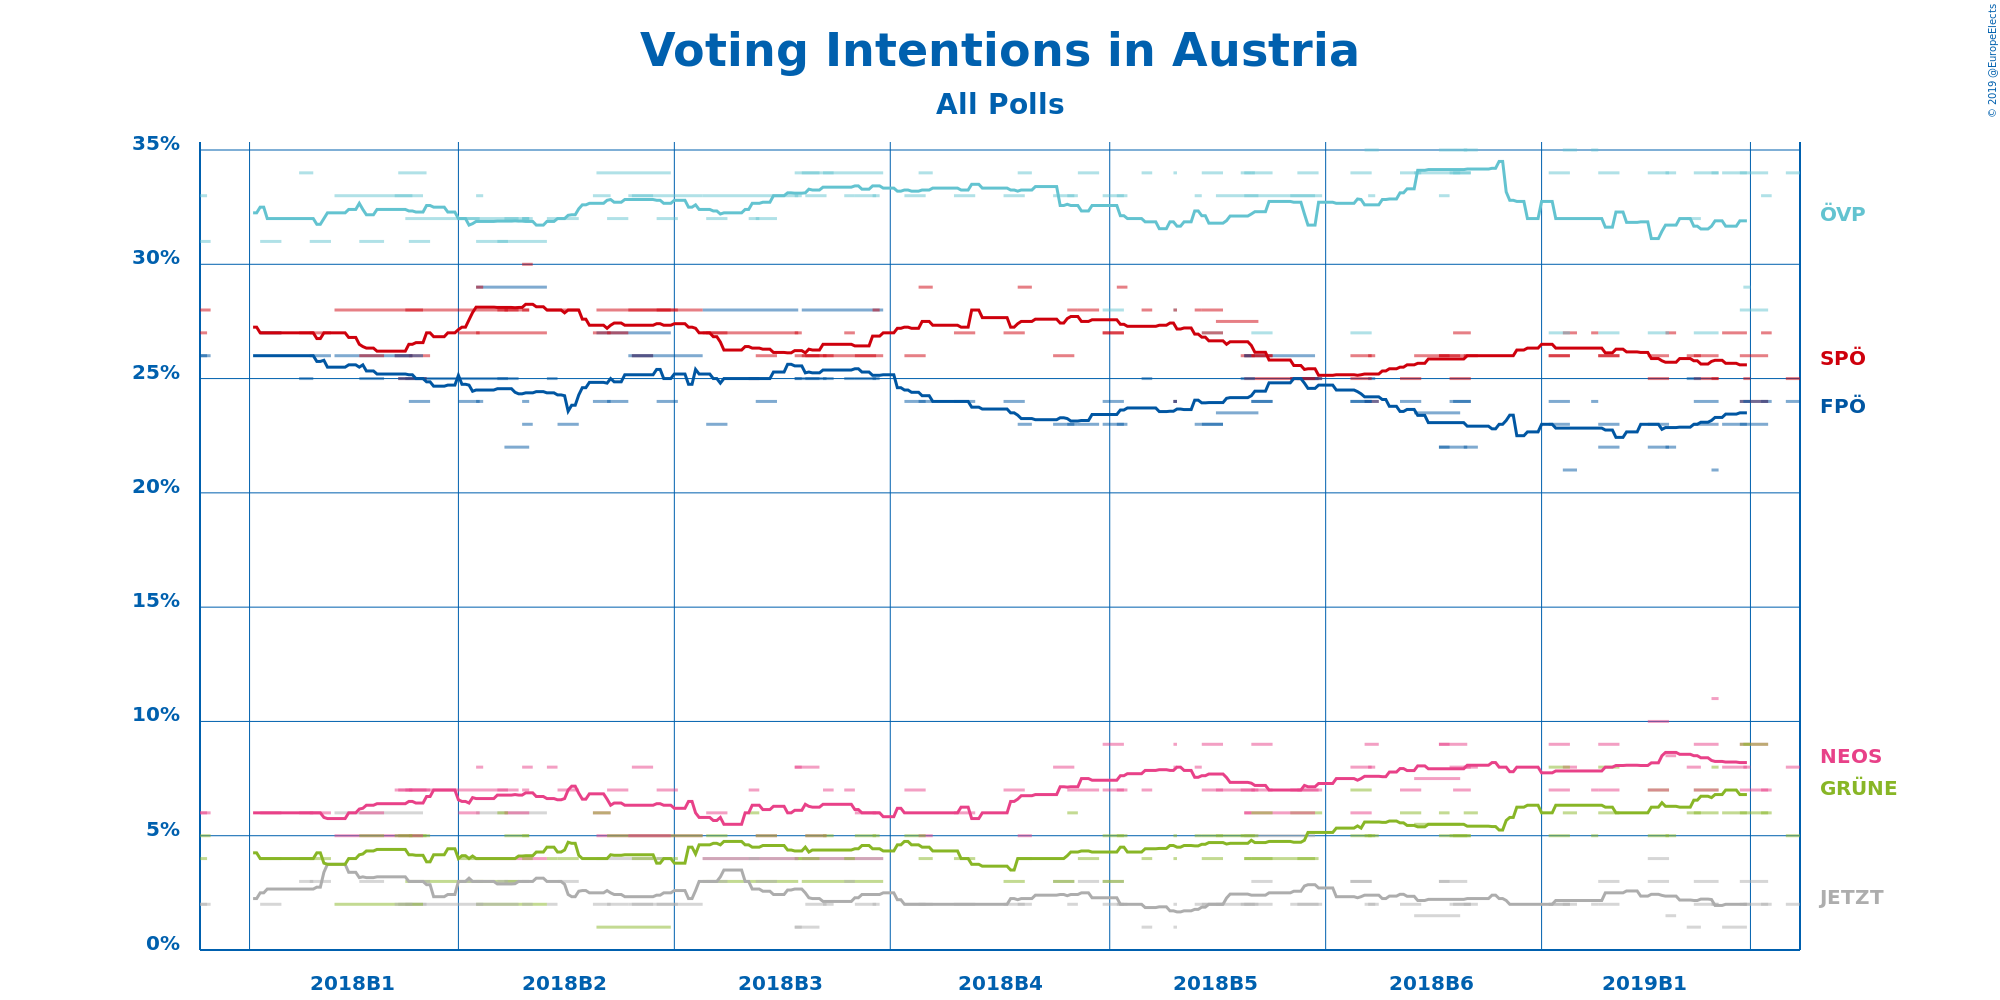 Voting Intentions in Austria
© 2019 @EuropeElects
All Polls
35%
30%
25%
20%
15%
10%
5%
0%
ÖVP
SPÖ
FPÖ
NEOS
GRÜNE
JETZT
2018B1
2018B2
2018B3
2018B4
2018B5
2018B6
2019B1